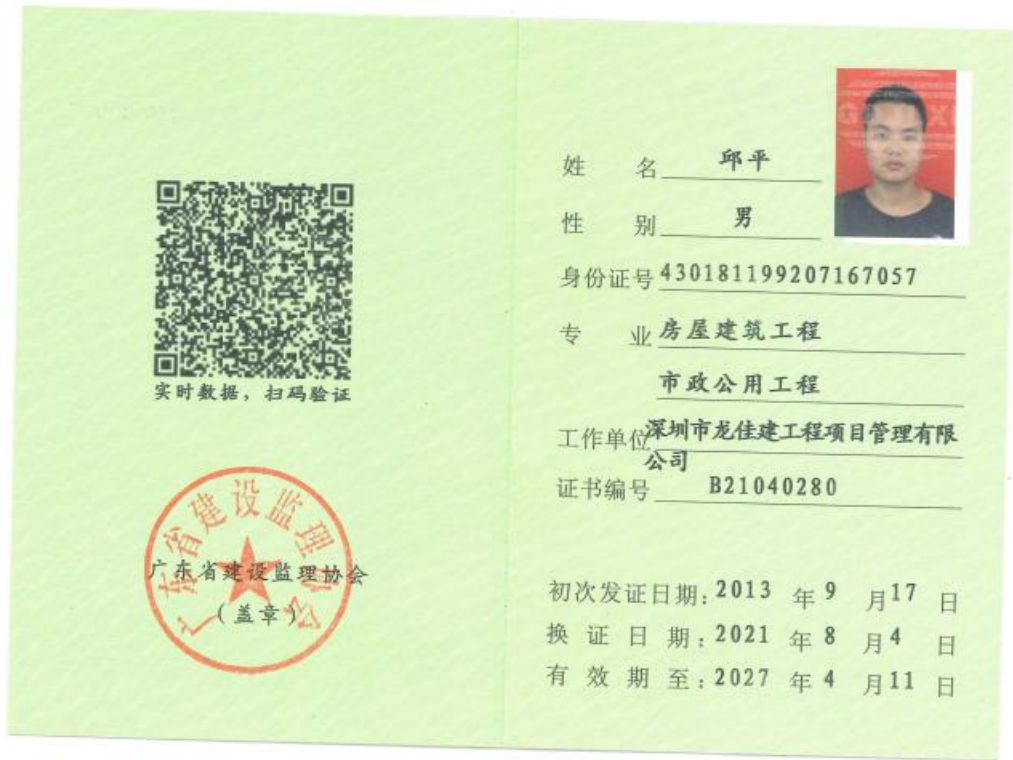 实时数据，扫码验证
广东省建设监理协会
广东省建设监理协会
（盖章）
姓 名 邱平
性 别 男
身份证号 430181199207167057
专 业 房屋建筑工程
市政公用工程
工作单位 深圳市龙佳建工程项目管理有限
公司
证书编号 B21040280
初次发证日期：2013 年 9 月 17 日
换 证 日 期：2021 年 8 月 4 日
有 效 期 至：2027 年 4 月 11 日